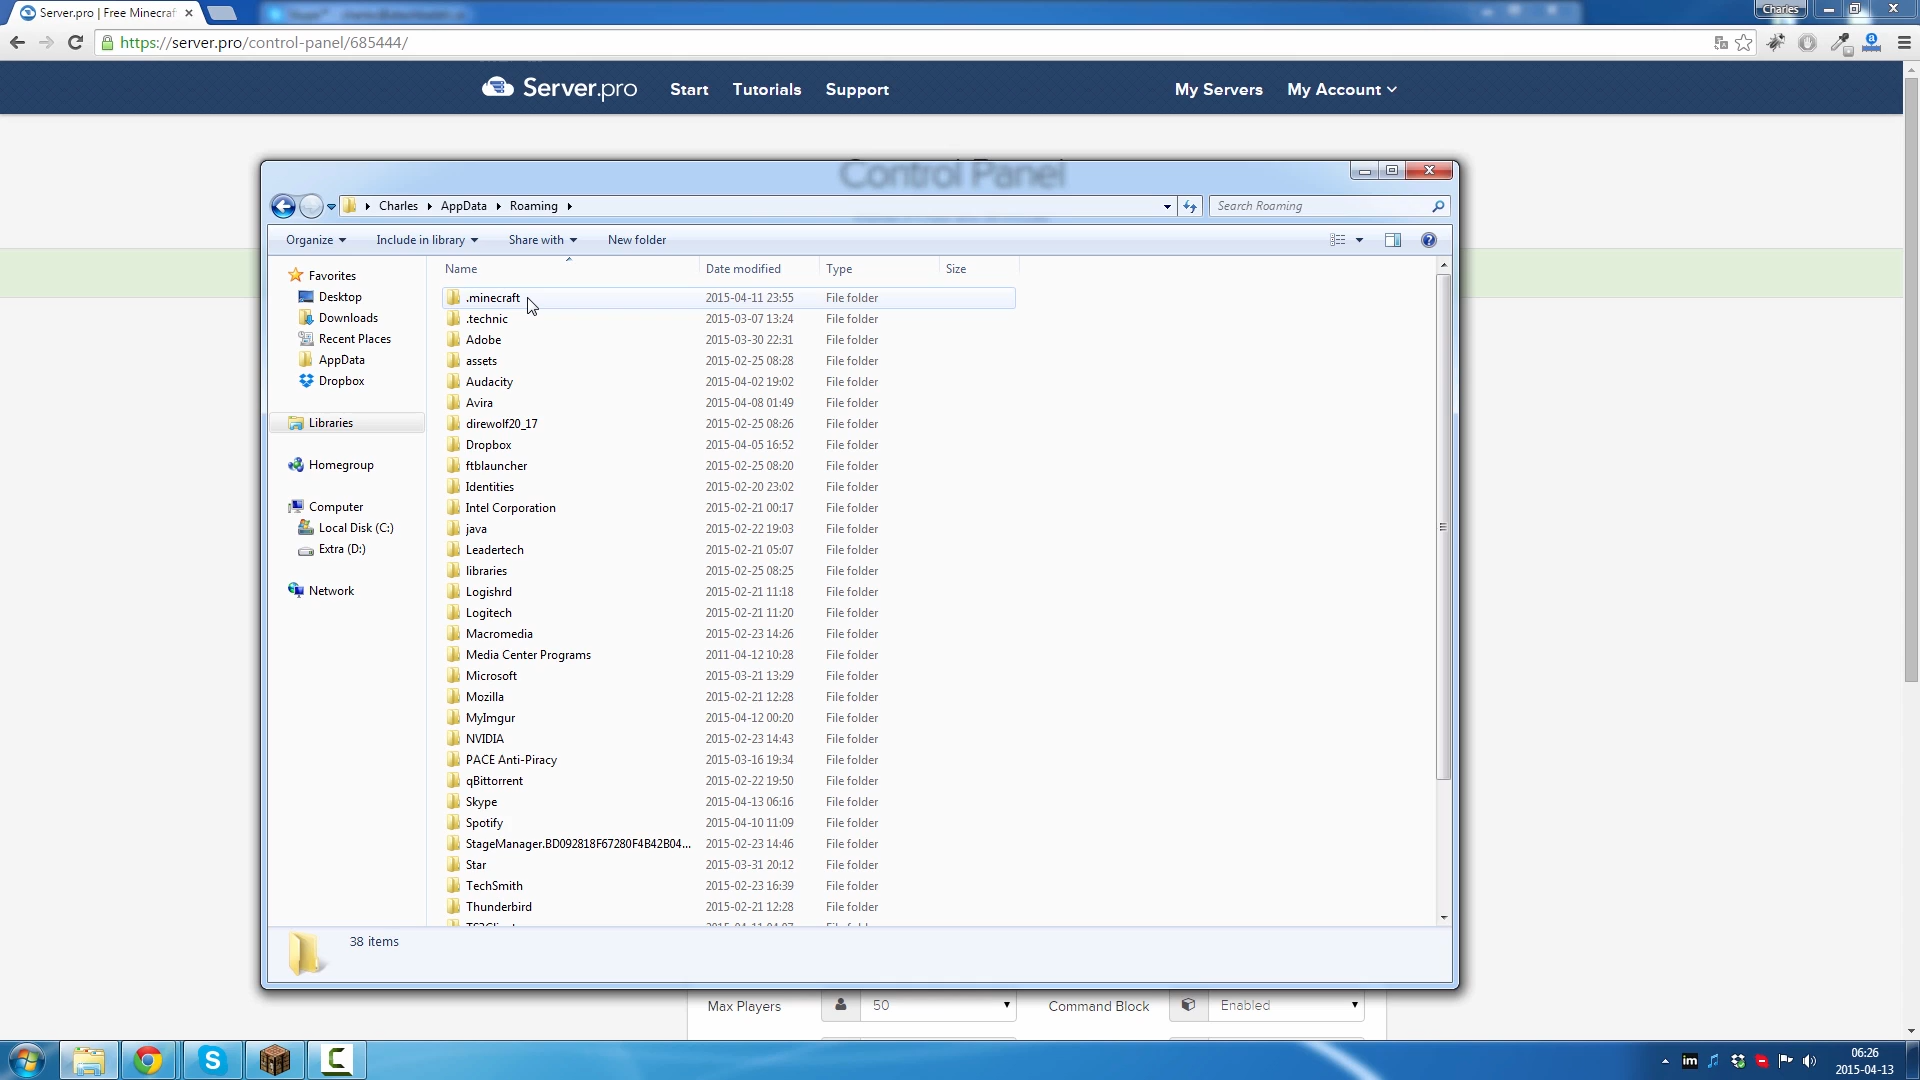 Server.pro | Free Minecraf
Charles
https://server.pro/control-panel/685444/
Server.pro
Start
Tutorials
Support
My Servers
My Account
Control Panel
Charles
AppData
Roaming
Search Roaming
Organize
Include in library
Share with
New folder
Favorites
Desktop
Downloads
Recent Places
AppData
Dropbox
Libraries
Homegroup
Computer
Local Disk (C:)
Extra (D:)
Network
Name Date modified Type Size
.minecraft 2015-04-11 23:55 File folder
.technic 2015-03-07 13:24 File folder
Adobe 2015-03-30 22:31 File folder
assets 2015-02-25 08:28 File folder
Audacity 2015-04-02 19:02 File folder
Avira 2015-04-08 01:49 File folder
direwolf20_17 2015-02-25 08:26 File folder
Dropbox 2015-04-05 16:52 File folder
ftblauncher 2015-02-25 08:20 File folder
Identities 2015-02-20 23:02 File folder
Intel Corporation 2015-02-21 00:17 File folder
java 2015-02-22 19:03 File folder
Leadertech 2015-02-21 05:07 File folder
libraries 2015-02-25 08:25 File folder
Logishrd 2015-02-21 11:18 File folder
Logitech 2015-02-21 11:20 File folder
Macromedia 2015-02-23 14:26 File folder
Media Center Programs 2011-04-12 10:28 File folder
Microsoft 2015-03-21 13:29 File folder
Mozilla 2015-02-21 12:28 File folder
MyImgur 2015-04-12 00:20 File folder
NVIDIA 2015-02-23 14:43 File folder
PACE Anti-Piracy 2015-03-16 19:34 File folder
qBittorrent 2015-02-22 19:50 File folder
Skype 2015-04-13 06:16 File folder
Spotify 2015-04-10 11:09 File folder
StageManager.BD092818F67280F4B42B04... 2015-02-23 14:46 File folder
Star 2015-03-31 20:12 File folder
TechSmith 2015-02-23 16:39 File folder
Thunderbird 2015-02-21 12:28 File folder
38 items
Max Players
50
Command Block
Enabled
im
06:26
2015-04-13